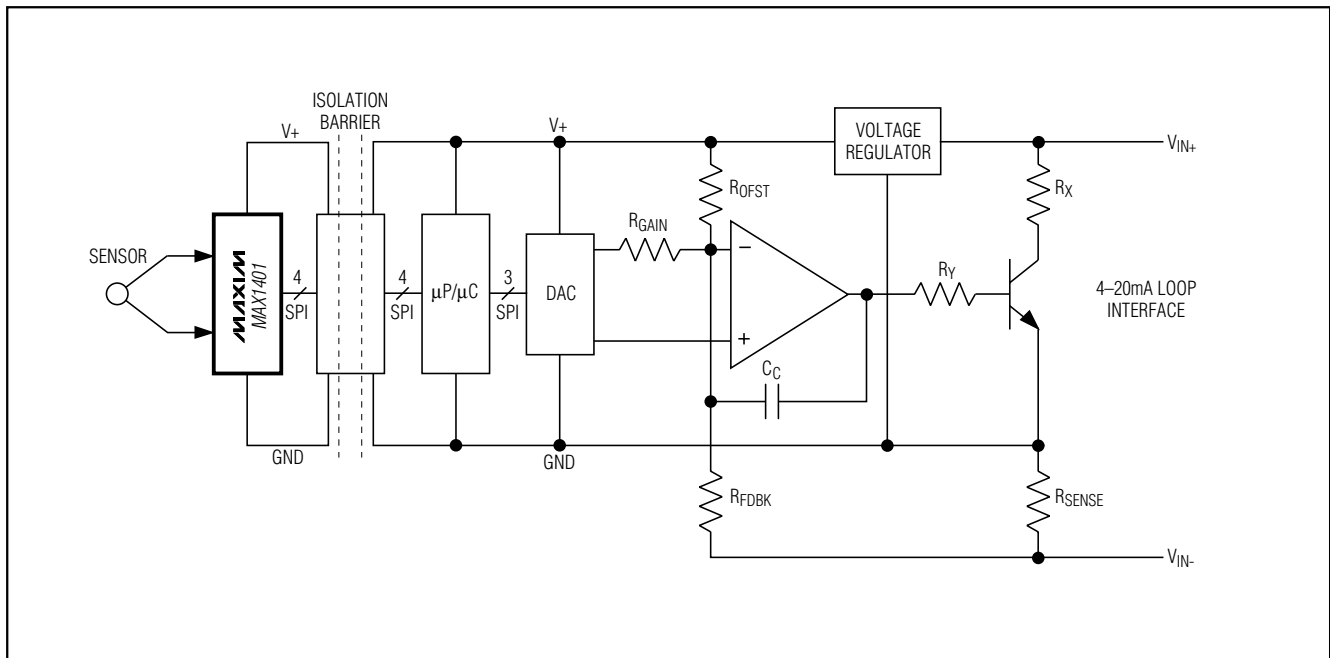 ISOLATION
BARRIER
V+
V+
VOLTAGE
REGULATOR
VIN+
ROFST
RX
RGAIN
SENSOR
MAXIM
MAX1401
4
SPI
4
SPI
μP/μC
3
SPI
DAC
−
+
RY
4–20mA LOOP
INTERFACE
CC
GND
GND
RFDBK
RSENSE
VIN-